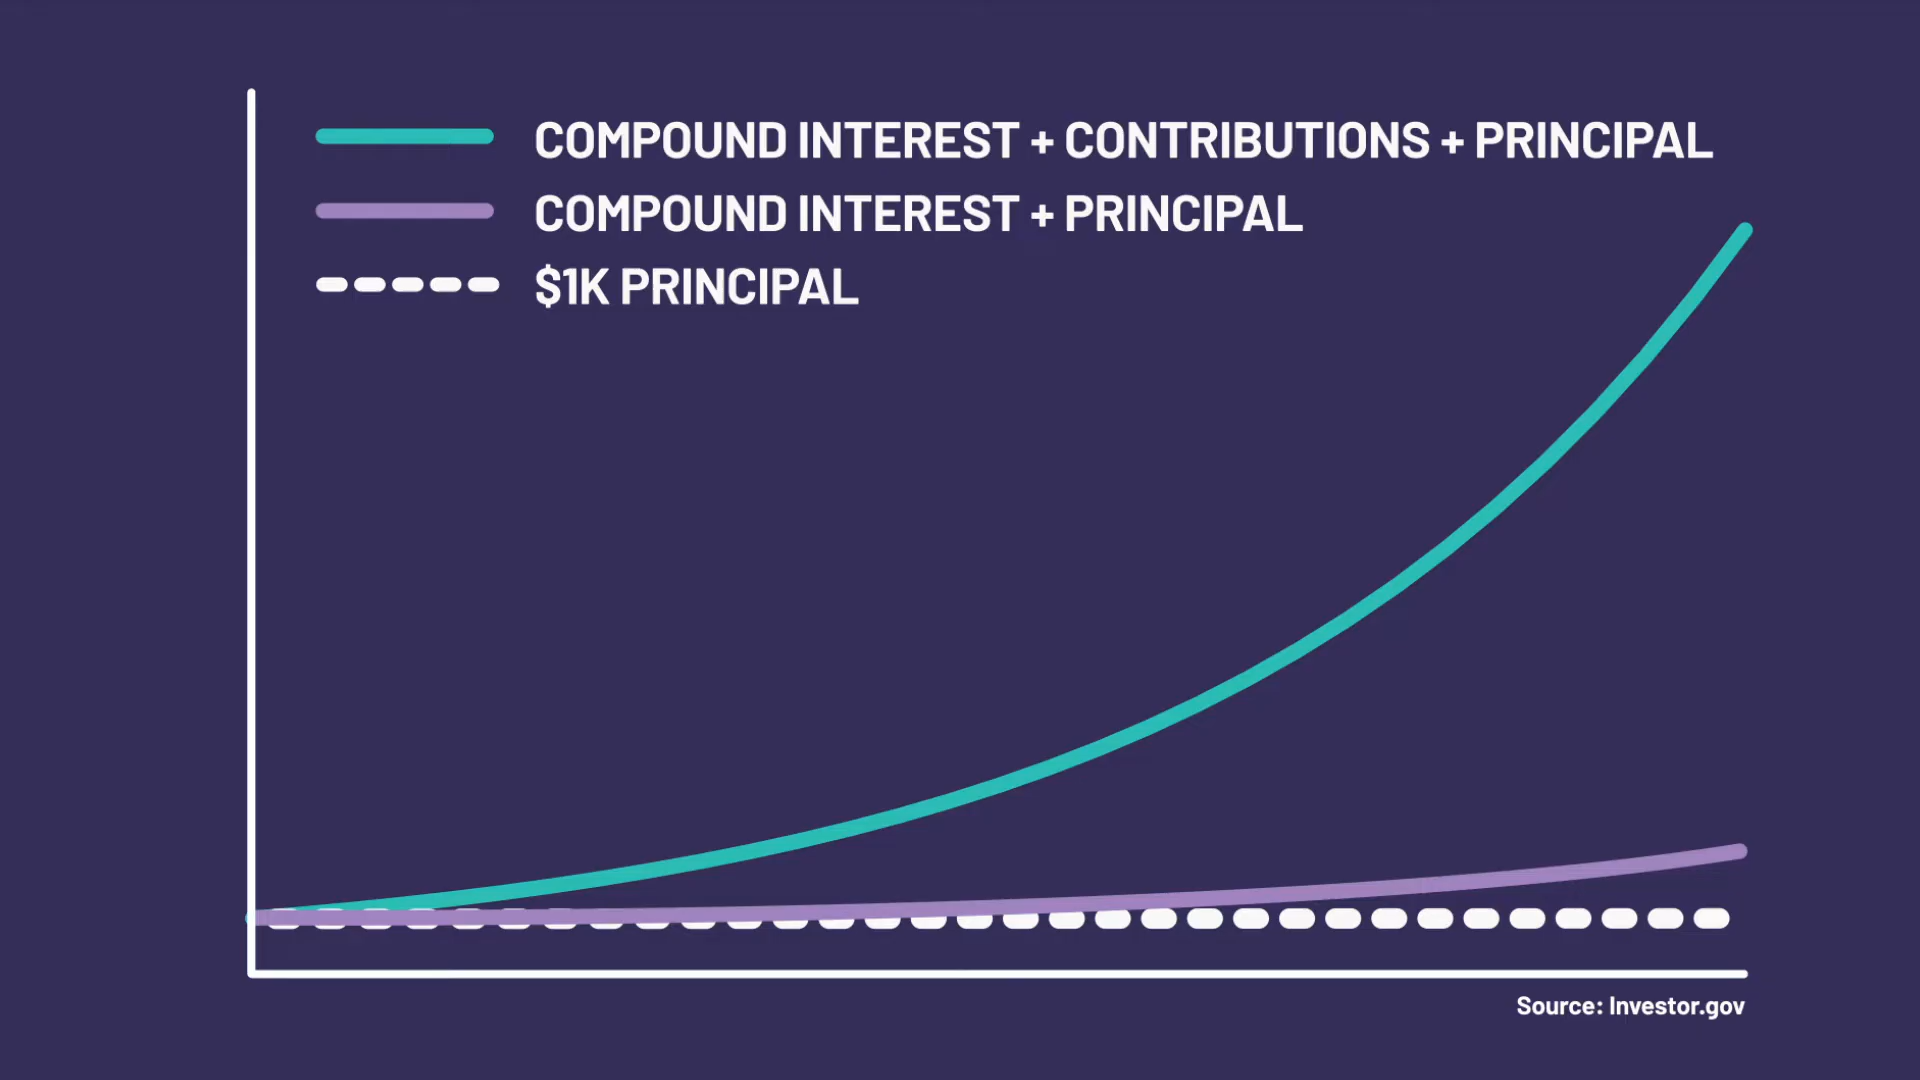 COMPOUND INTEREST + CONTRIBUTIONS + PRINCIPAL
COMPOUND INTEREST + PRINCIPAL
$1K PRINCIPAL
Source: Investor.gov